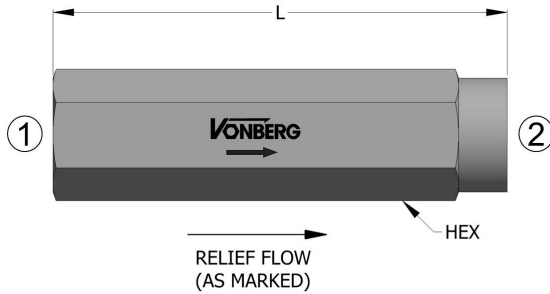 L
①
VONBERG
②
HEX
RELIEF FLOW
(AS MARKED)